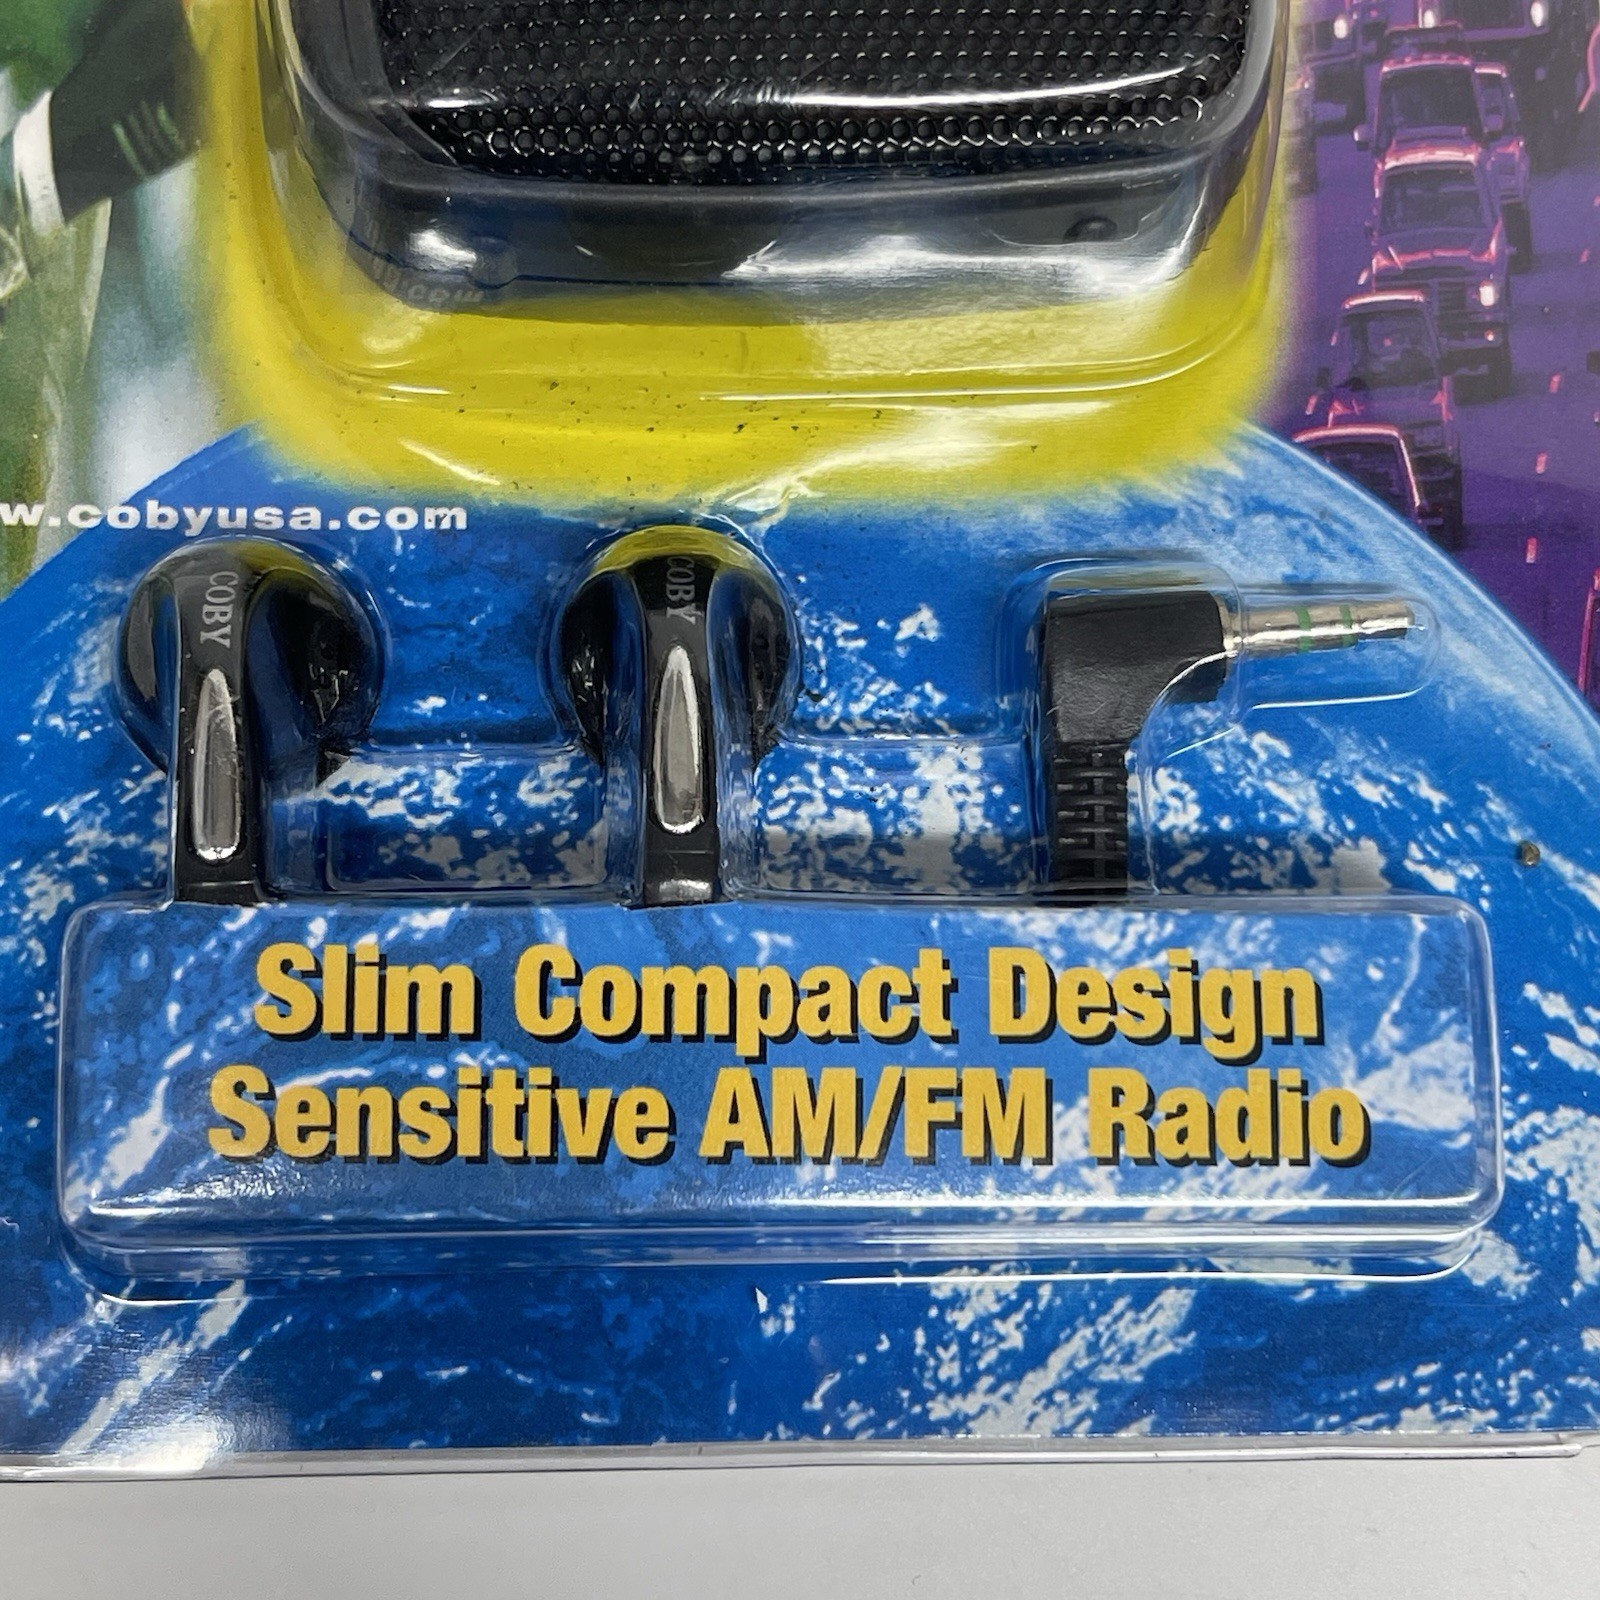 w.cobyusa.com
COBY
COBY
Slim Compact Design
Sensitive AM/FM Radio